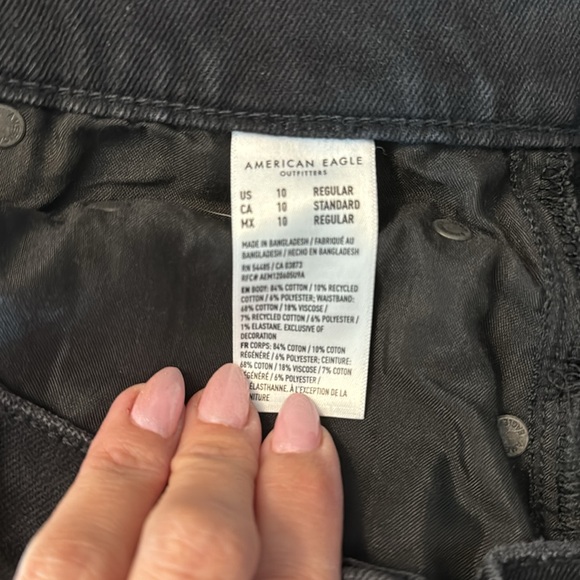 AMERICAN EAGLE
OUTFITTERS
US 10 REGULAR
CA 10 STANDARD
MX 10 REGULAR
MADE IN BANGLADESH / FABRIQUÉ AU
BANGLADESH / HECHO EN BANGLADESH
RN 54485 / CA 03873
RFC# AEM120605U9A
EN BODY: 84% COTTON / 10% RECYCLED
COTTON / 6% POLYESTER; WAISTBAND:
68% COTTON / 18% VISCOSE /
7% RECYCLED COTTON / 6% POLYESTER /
1% ELASTANE. EXCLUSIVE OF
DECORATION
FR CORPS: 84% COTON / 10% COTON
RÉGÉNÉRÉ / 6% POLYESTER; CEINTURE:
68% COTON / 18% VISCOSE / 7% COTON
RÉGÉNÉRÉ / 6% POLYESTER /
ÉLASTHANNE. À L'EXCEPTION DE LA
NITURE